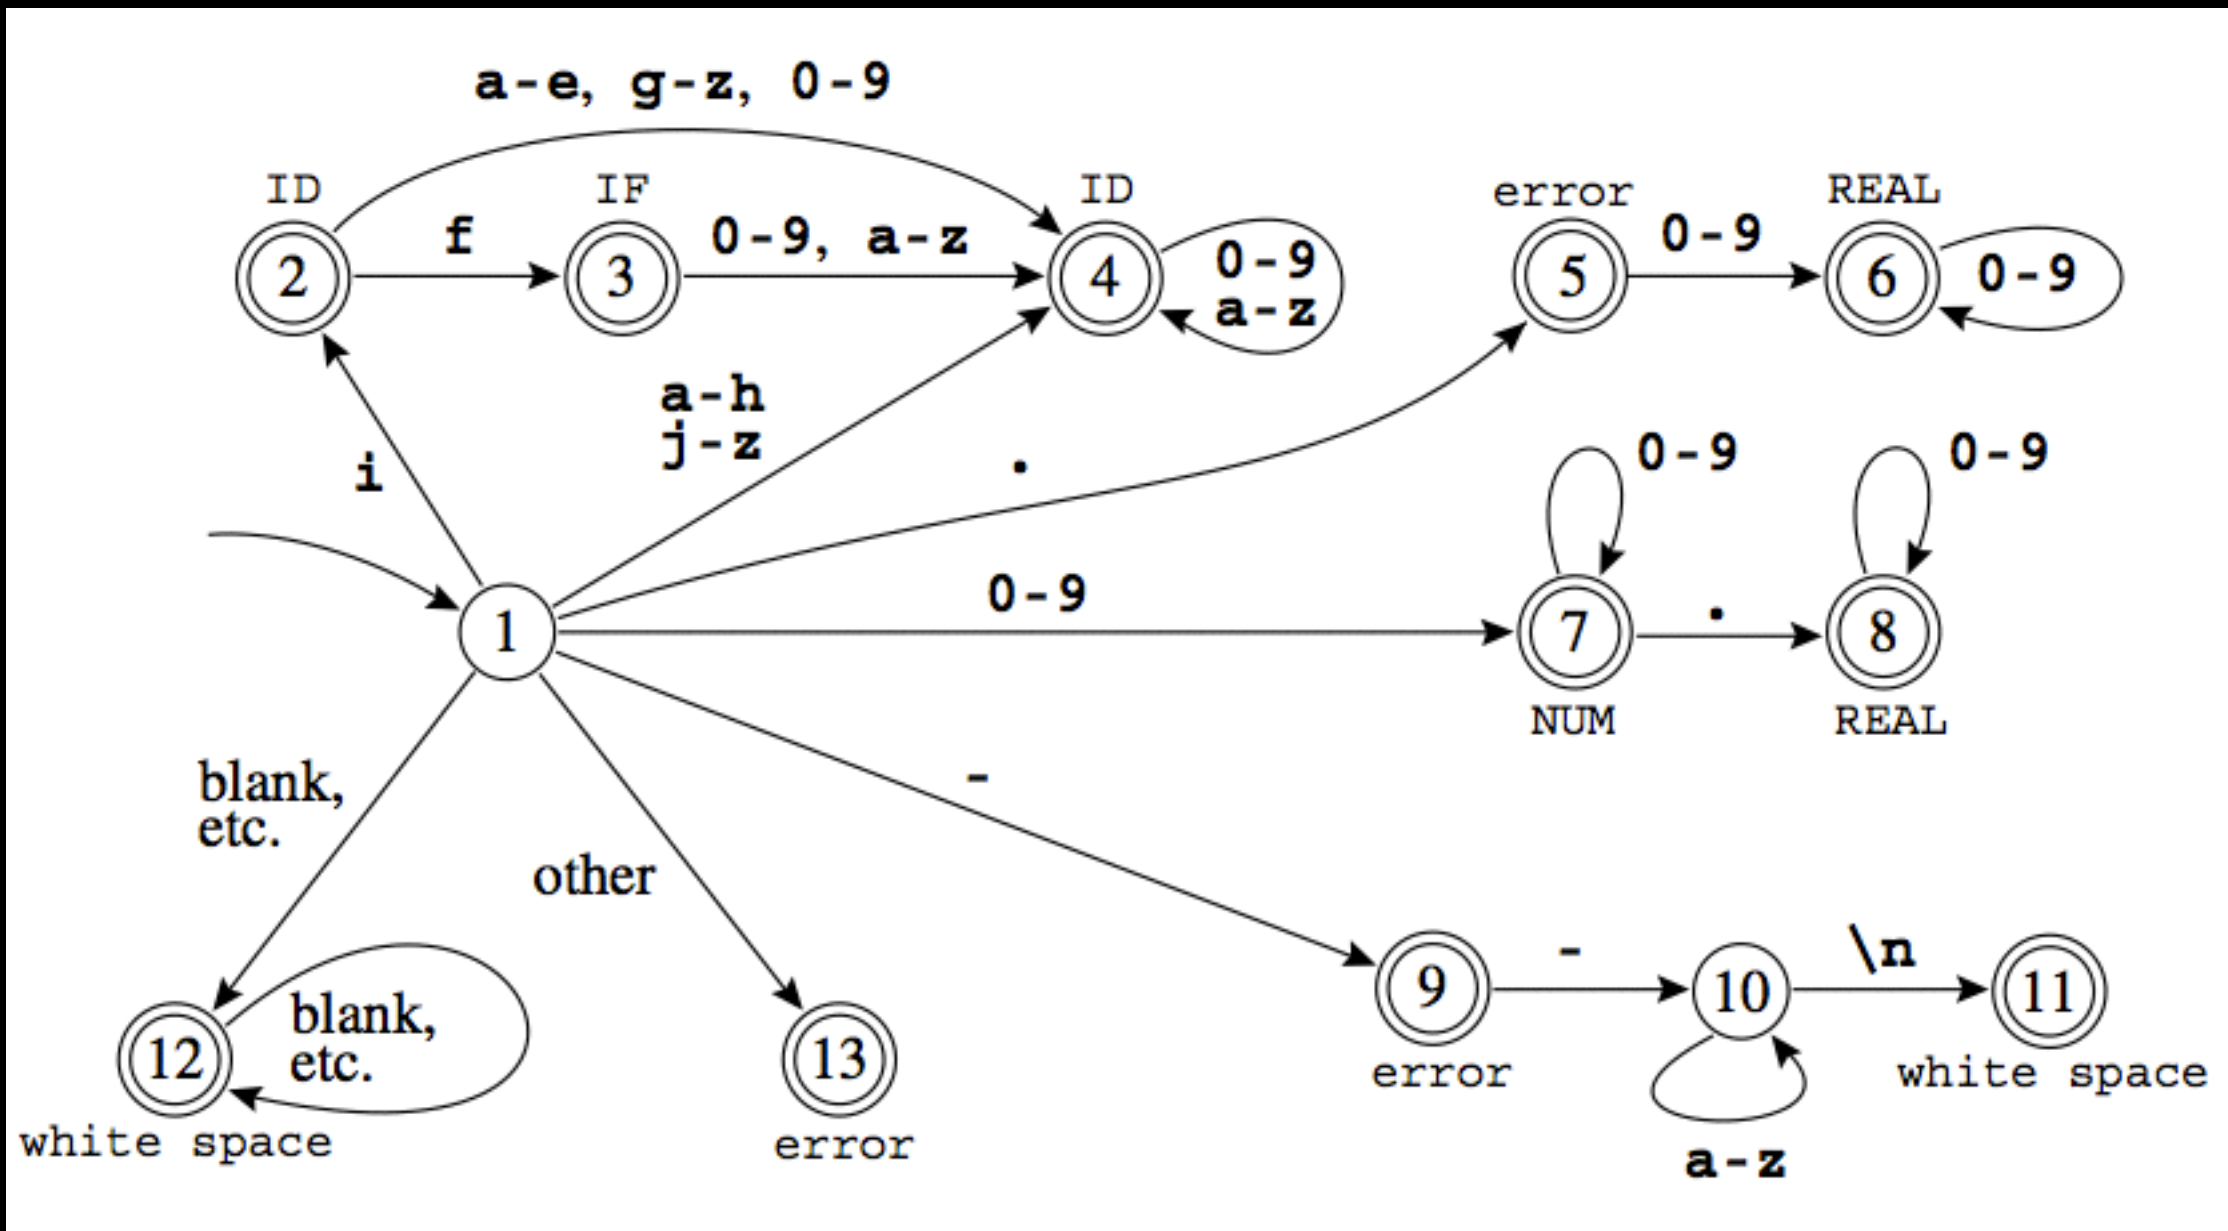 a-e, g-z, 0-9
ID
IF
ID
error
REAL
2
f
3
0-9, a-z
4
0-9
a-z
5
0-9
6
0-9
a-h
j-z
i
.
0-9
0-9
1
0-9
7
.
8
NUM
REAL
blank,
etc.
-
other
9
-
10
\n
11
blank,
etc.
12
13
error
white space
white space
error
a-z